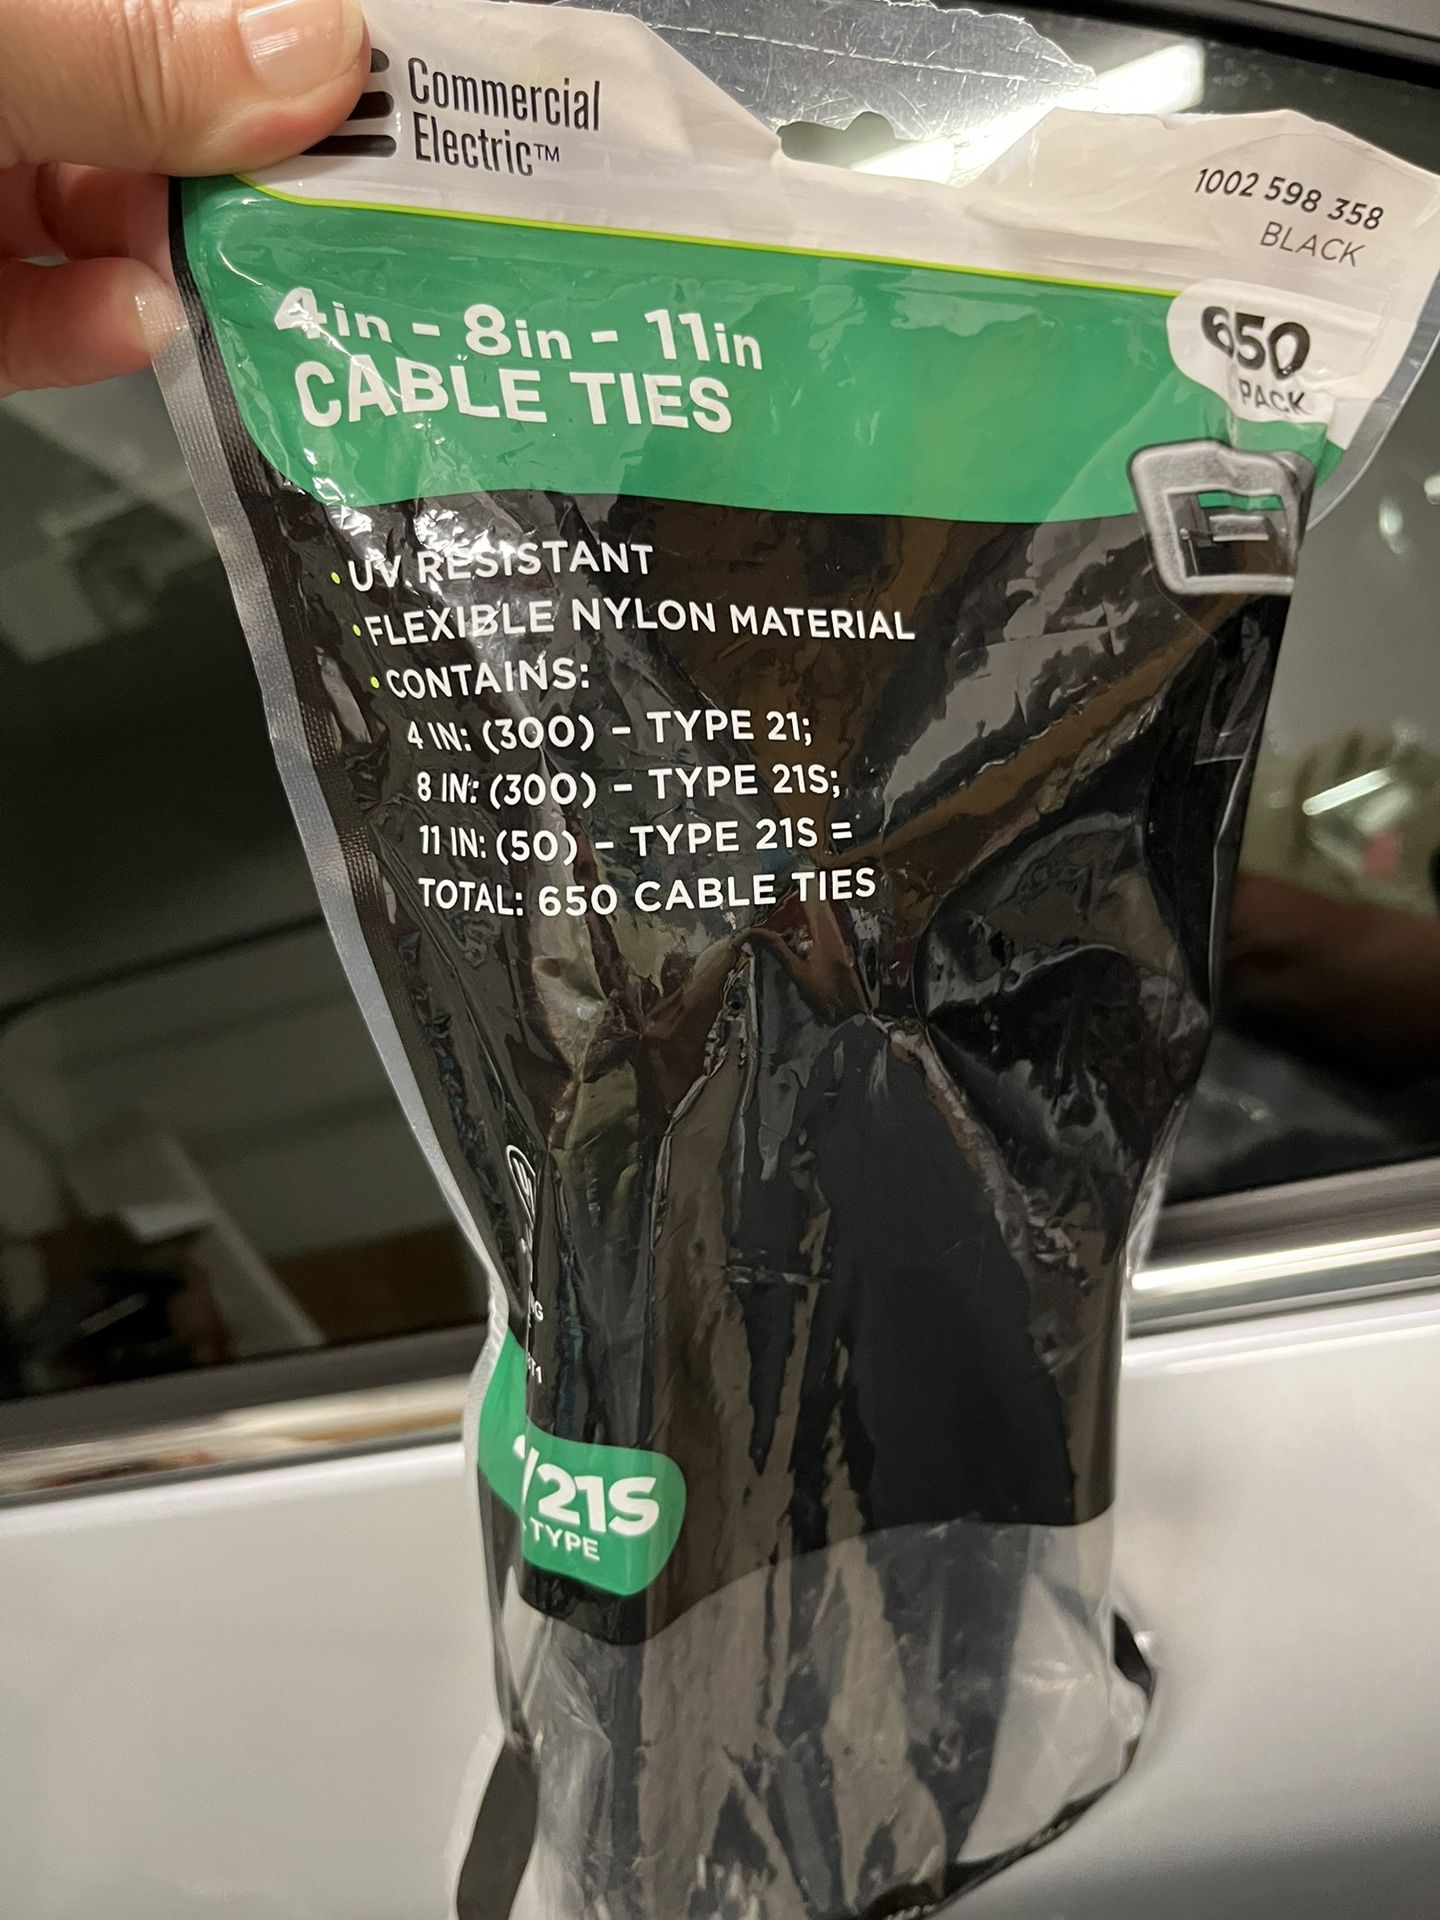 Commercial
Electric™
1002 598 358
BLACK
4in - 8in - 11in
CABLE TIES
650
PACK
•UV RESISTANT
•FLEXIBLE NYLON MATERIAL
•CONTAINS:
4 IN: (300) – TYPE 21;
8 IN: (300) – TYPE 21S;
11 IN: (50) – TYPE 21S =
TOTAL: 650 CABLE TIES
/21S
TYPE